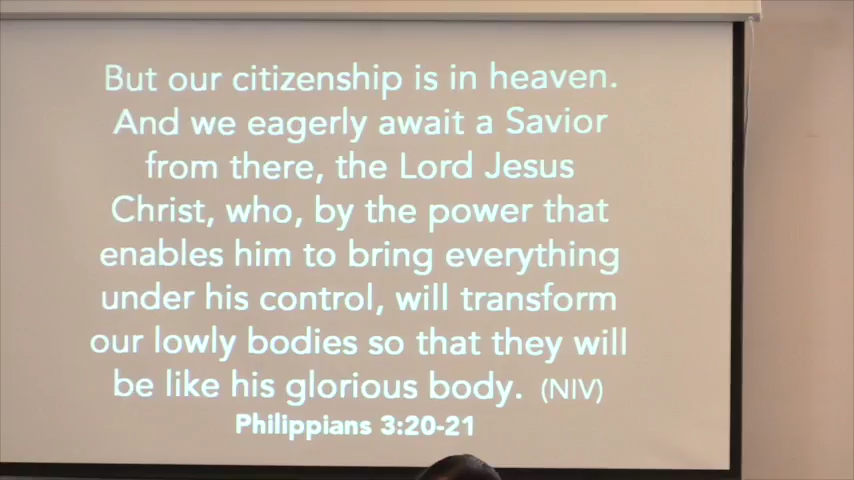 But our citizenship is in heaven.
And we eagerly await a Savior
from there, the Lord Jesus
Christ, who, by the power that
enables him to bring everything
under his control, will transform
our lowly bodies so that they will
be like his glorious body. (NIV)
Philippians 3:20-21